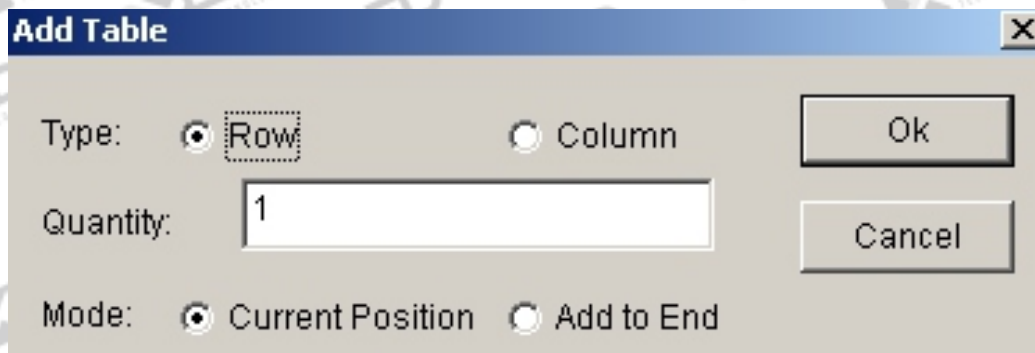 Add Table
Type: Row Column Ok
Quantity: 1
Cancel
Mode: Current Position Add to End